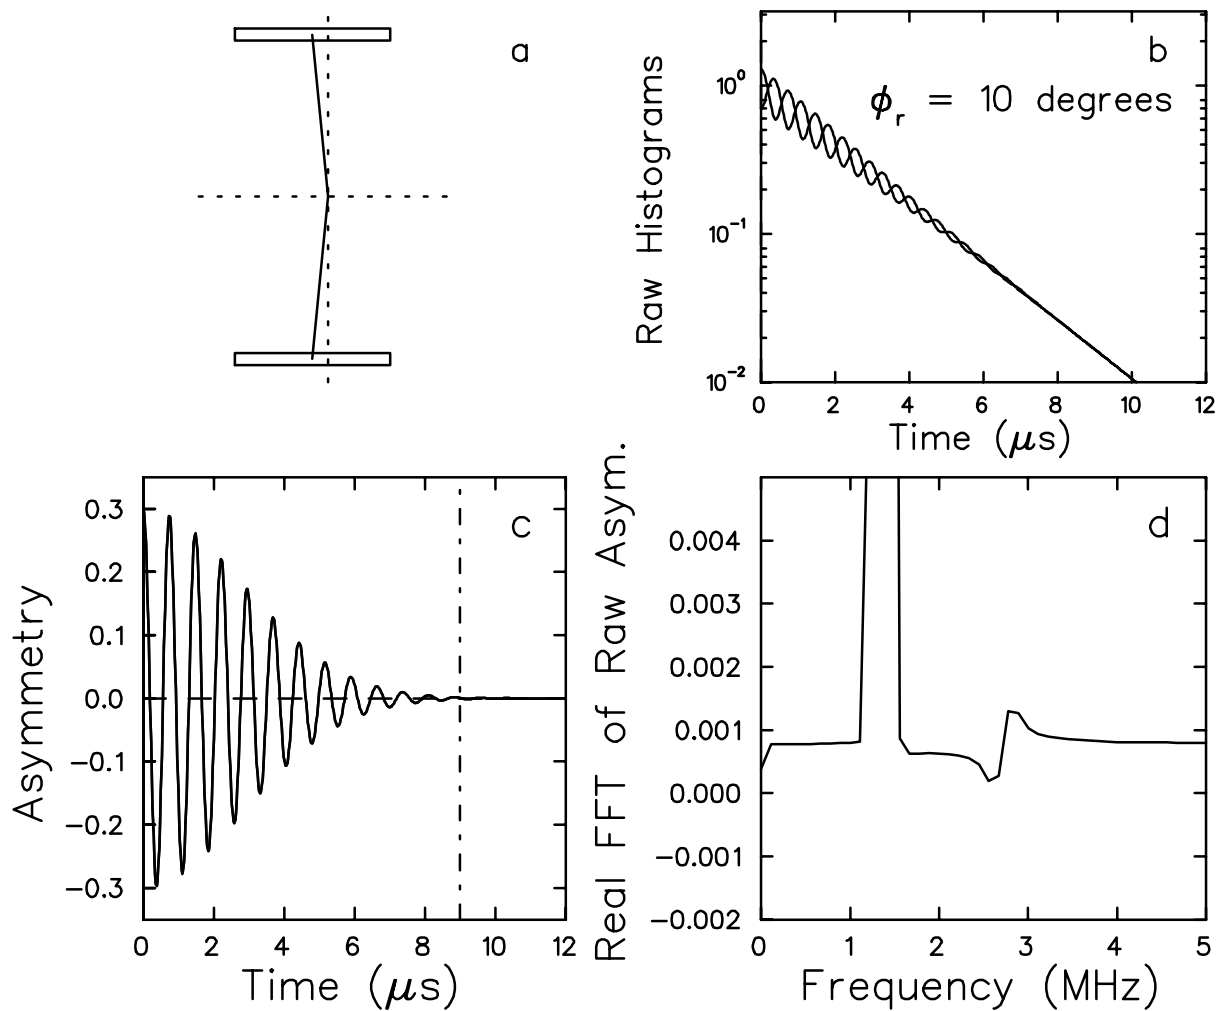 a
b
ϕr = 10 degrees
Raw Histograms
10⁰
10⁻¹
10⁻²
0 2 4 6 8 10 12
Time (μs)
c
Asymmetry
0.3
0.2
0.1
0.0
−0.1
−0.2
−0.3
0 2 4 6 8 10 12
Time (μs)
d
Real FFT of Raw Asym.
0.004
0.003
0.002
0.001
0.000
−0.001
−0.002
0 1 2 3 4 5
Frequency (MHz)